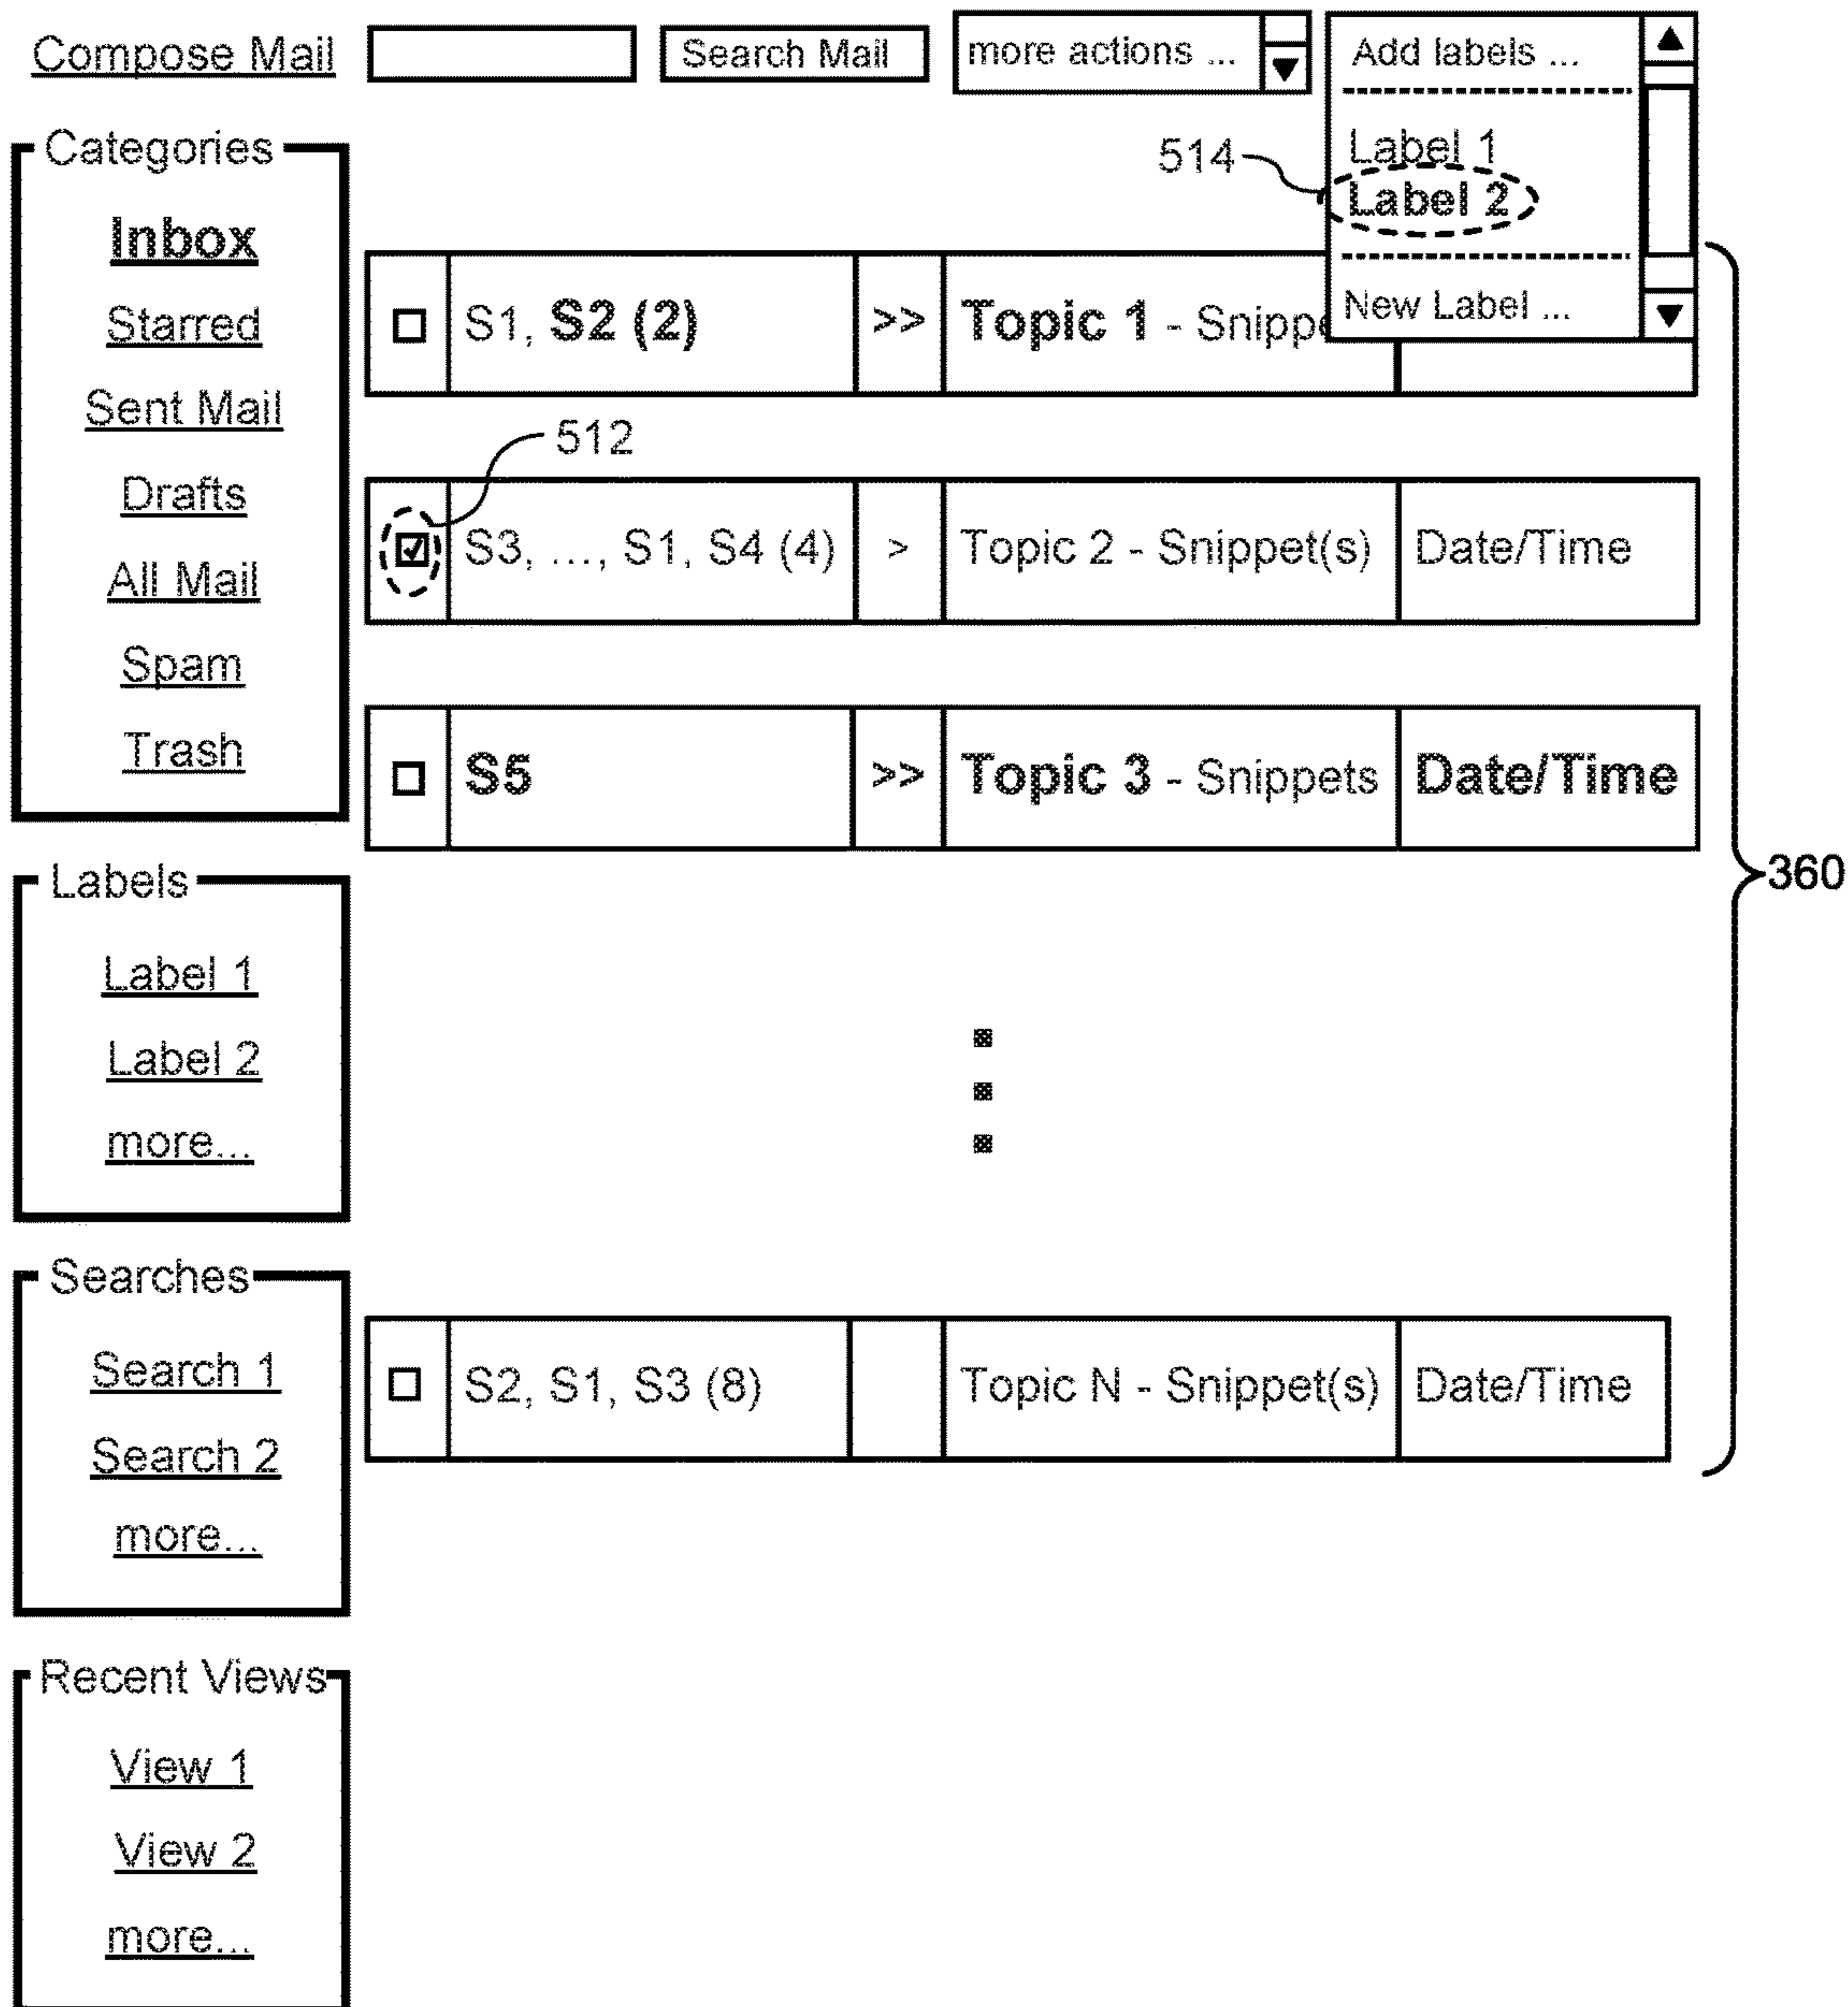 Compose Mail Search Mail more actions ... Add labels ...
Label 1
514
Label 2
New Label ...
Categories
Inbox
Starred
Sent Mail
Drafts
All Mail
Spam
Trash
S1, S2 (2) >> Topic 1 - Snippe
512
S3, ..., S1, S4 (4) > Topic 2 - Snippet(s) Date/Time
S5 >> Topic 3 - Snippets Date/Time
360
Labels
Label 1
Label 2
more...
Searches
Search 1
Search 2
more...
S2, S1, S3 (8) Topic N - Snippet(s) Date/Time
Recent Views
View 1
View 2
more...